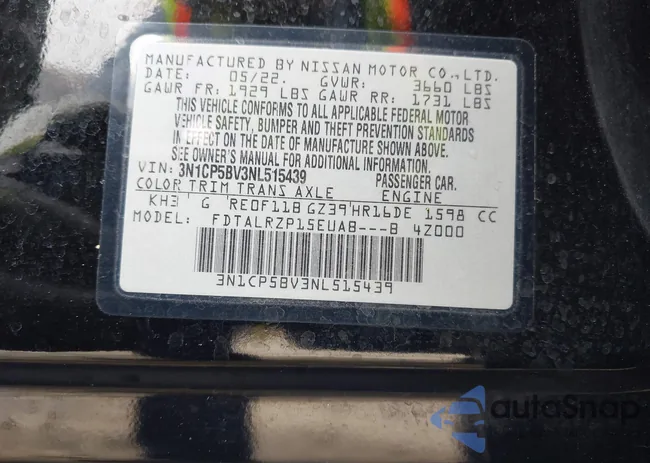 MANUFACTURED BY NISSAN MOTOR CO.,LTD.
DATE: 05/22. GVWR: 3660 LBS
GAWR FR: 1929 LBS GAWR RR: 1731 LBS
THIS VEHICLE CONFORMS TO ALL APPLICABLE FEDERAL MOTOR
VEHICLE SAFETY, BUMPER AND THEFT PREVENTION STANDARDS
IN EFFECT ON THE DATE OF MANUFACTURE SHOWN ABOVE.
SEE OWNER'S MANUAL FOR ADDITIONAL INFORMATION.
VIN: 3N1CP5BV3NL515439 PASSENGER CAR.
COLOR TRIM TRANS AXLE ENGINE
KH3 G RE0F11B GZ39 HR16DE 1598 CC
MODEL: FDTALRZP15EUA8---B 4Z000
3N1CP5BV3NL515439
autoSnap